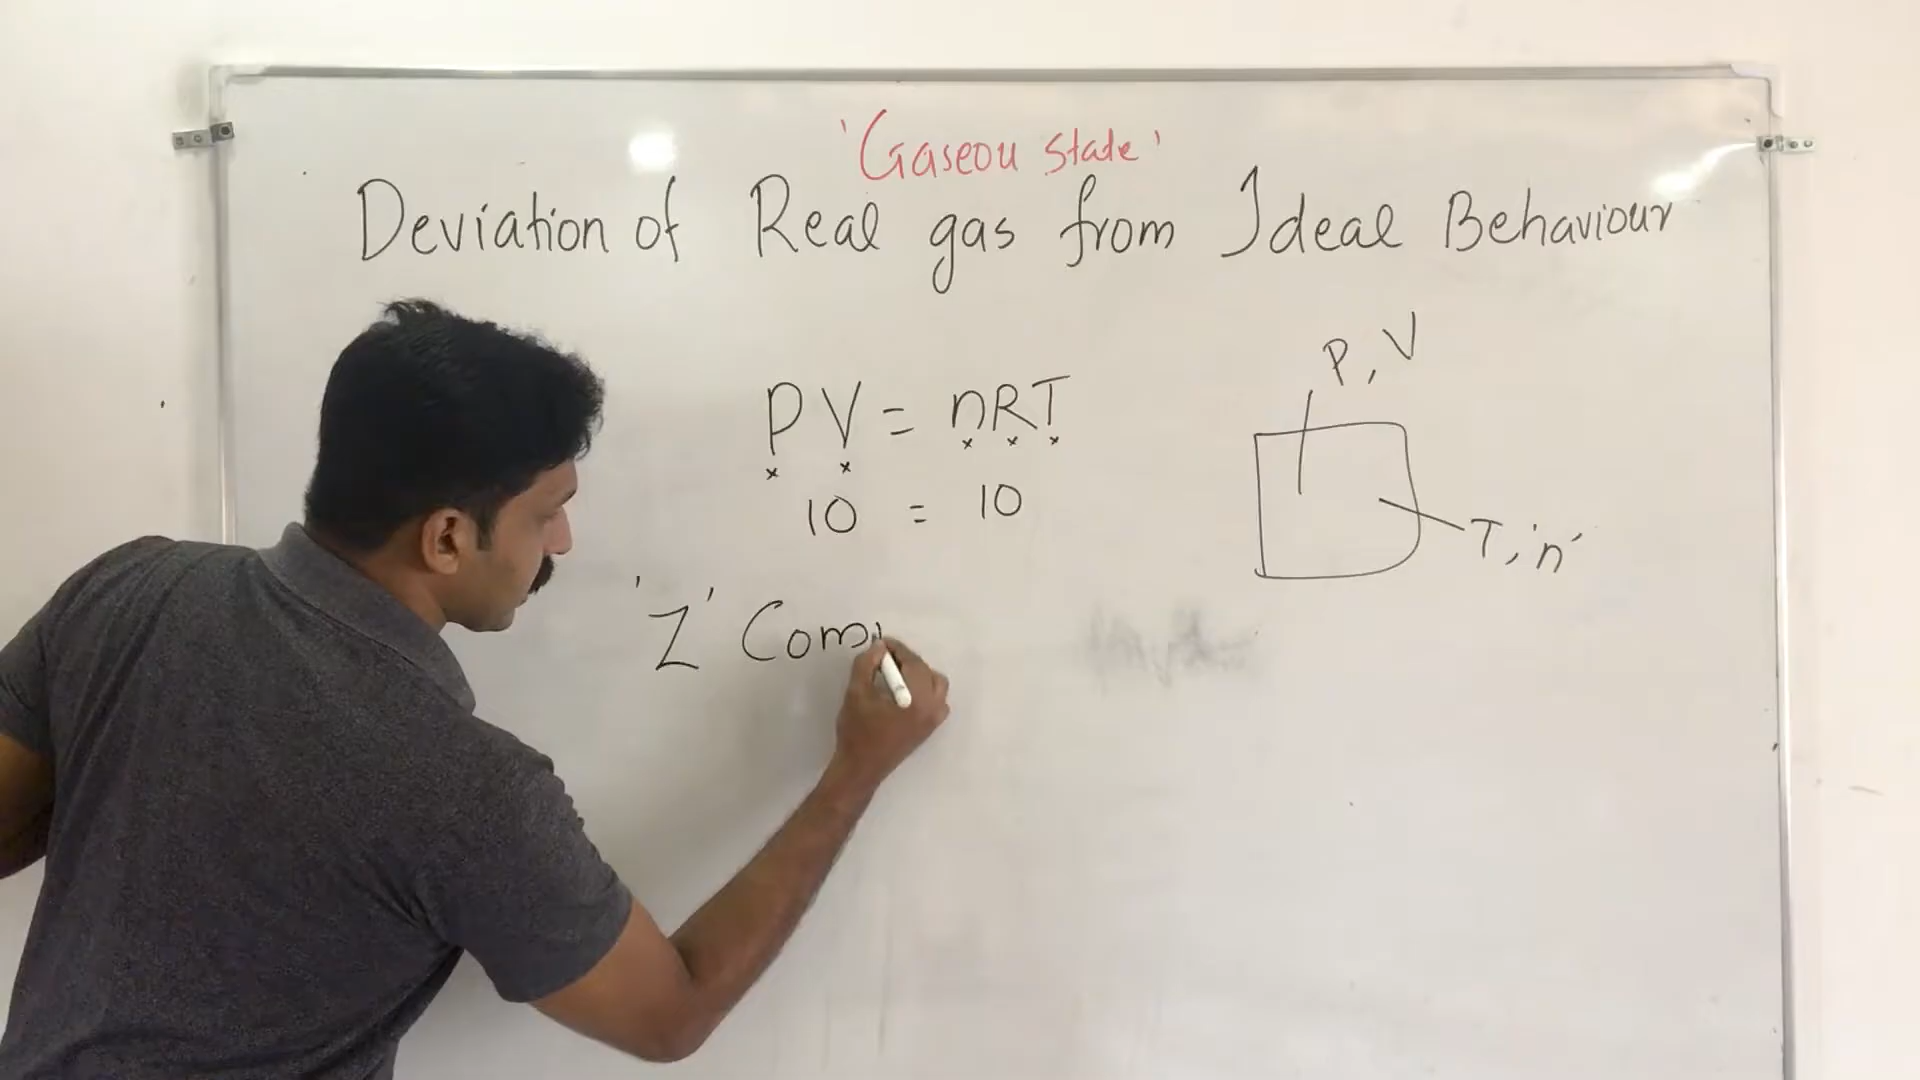 'Gaseou state'
Deviation of Real gas from Ideal Behaviour
P, V
PV = nRT
× × × × ×
10 = 10
T, 'n'
'Z' Com